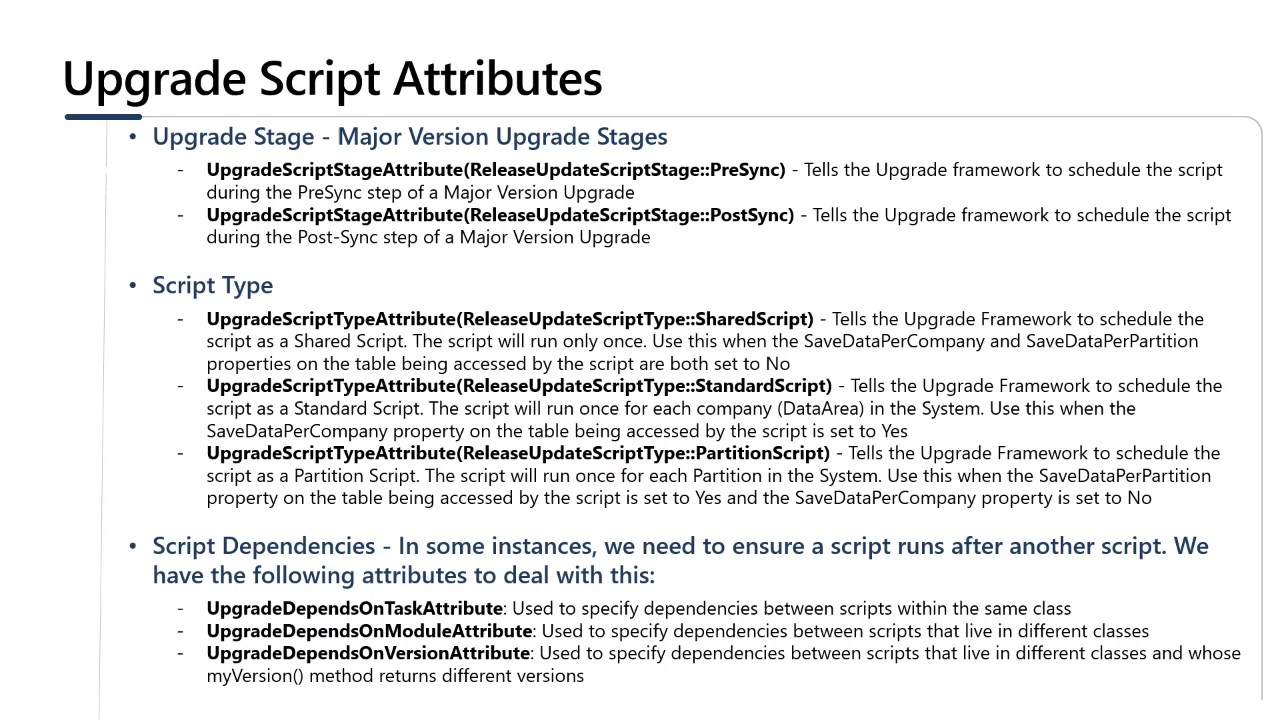 Upgrade Script Attributes
• Upgrade Stage - Major Version Upgrade Stages
- UpgradeScriptStageAttribute(ReleaseUpdateScriptStage::PreSync) - Tells the Upgrade framework to schedule the script
during the PreSync step of a Major Version Upgrade
- UpgradeScriptStageAttribute(ReleaseUpdateScriptStage::PostSync) - Tells the Upgrade framework to schedule the script
during the Post-Sync step of a Major Version Upgrade
• Script Type
- UpgradeScriptTypeAttribute(ReleaseUpdateScriptType::SharedScript) - Tells the Upgrade Framework to schedule the
script as a Shared Script. The script will run only once. Use this when the SaveDataPerCompany and SaveDataPerPartition
properties on the table being accessed by the script are both set to No
- UpgradeScriptTypeAttribute(ReleaseUpdateScriptType::StandardScript) - Tells the Upgrade Framework to schedule the
script as a Standard Script. The script will run once for each company (DataArea) in the System. Use this when the
SaveDataPerCompany property on the table being accessed by the script is set to Yes
- UpgradeScriptTypeAttribute(ReleaseUpdateScriptType::PartitionScript) - Tells the Upgrade Framework to schedule the
script as a Partition Script. The script will run once for each Partition in the System. Use this when the SaveDataPerPartition
property on the table being accessed by the script is set to Yes and the SaveDataPerCompany property is set to No
• Script Dependencies - In some instances, we need to ensure a script runs after another script. We
have the following attributes to deal with this:
- UpgradeDependsOnTaskAttribute: Used to specify dependencies between scripts within the same class
- UpgradeDependsOnModuleAttribute: Used to specify dependencies between scripts that live in different classes
- UpgradeDependsOnVersionAttribute: Used to specify dependencies between scripts that live in different classes and whose
myVersion() method returns different versions